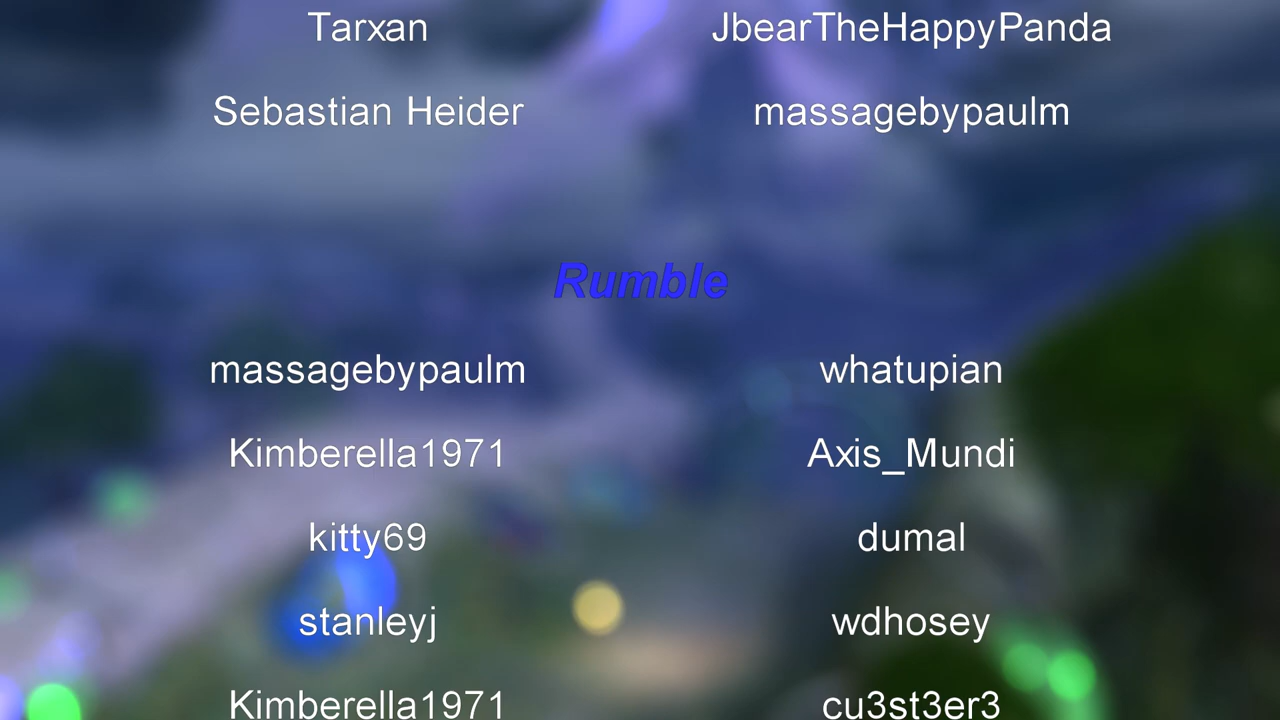 Tarxan JbearTheHappyPanda
Sebastian Heider massagebypaulm
Rumble
massagebypaulm whatupian
Kimberella1971 Axis_Mundi
kitty69 dumal
stanleyj wdhosey
Kimberella1971 cu3st3er3